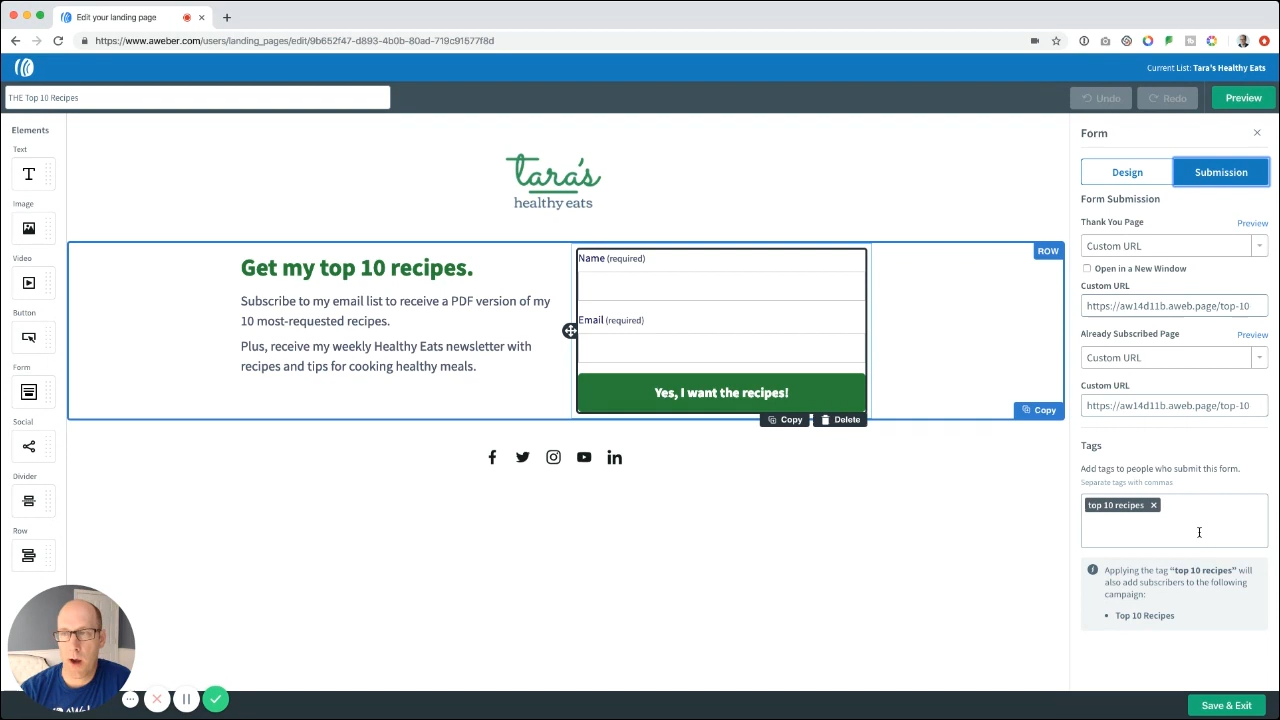 Edit your landing page
https://www.aweber.com/users/landing_pages/edit/9b652f47-d893-4b0b-80ad-719c91577f8d
Current List: Tara's Healthy Eats
THE Top 10 Recipes
Undo
Redo
Preview
Elements
Text
T
Image
Video
Button
Form
Social
Divider
Row
tara's
healthy eats
ROW
Get my top 10 recipes.
Subscribe to my email list to receive a PDF version of my
10 most-requested recipes.
Plus, receive my weekly Healthy Eats newsletter with
recipes and tips for cooking healthy meals.
Name (required)
Email (required)
Yes, I want the recipes!
Copy
Delete
Copy
Form
Design
Submission
Form Submission
Thank You Page
Preview
Custom URL
Open in a New Window
Custom URL
https://aw14d11b.aweb.page/top-10
Already Subscribed Page
Preview
Custom URL
Custom URL
https://aw14d11b.aweb.page/top-10
Tags
Add tags to people who submit this form.
Separate tags with commas
top 10 recipes
Applying the tag “top 10 recipes” will
also add subscribers to the following
campaign:
• Top 10 Recipes
Save & Exit